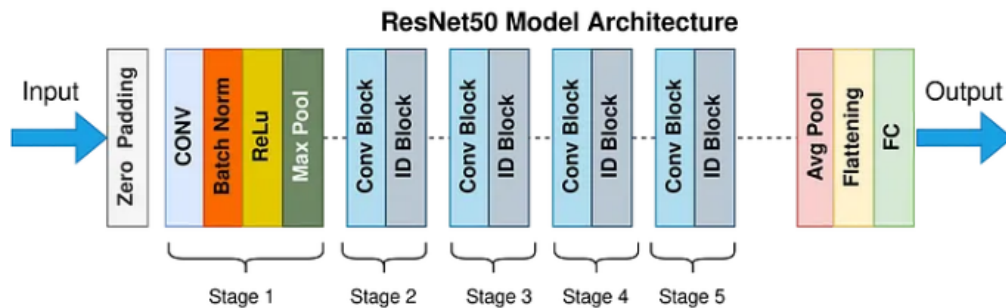 ResNet50 Model Architecture
Input
Zero Padding
CONV
Batch Norm
ReLu
Max Pool
Conv Block
ID Block
Conv Block
ID Block
Conv Block
ID Block
Conv Block
ID Block
Avg Pool
Flattening
FC
Output
Stage 1
Stage 2
Stage 3
Stage 4
Stage 5